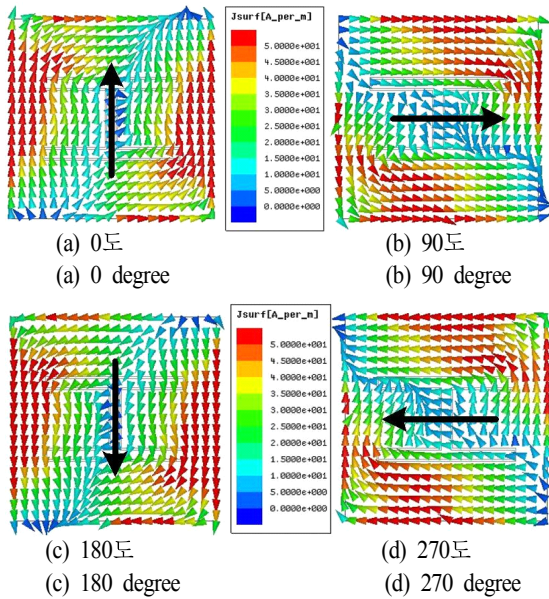 Jsurf[A_per_m]
5.0000e+001
4.5000e+001
4.0000e+001
3.5000e+001
3.0000e+001
2.5000e+001
2.0000e+001
1.5000e+001
1.0000e+001
5.0000e+000
0.0000e+000
(a) 0도
(a) 0 degree
(b) 90도
(b) 90 degree
Jsurf[A_per_m]
5.0000e+001
4.5000e+001
4.0000e+001
3.5000e+001
3.0000e+001
2.5000e+001
2.0000e+001
1.5000e+001
1.0000e+001
5.0000e+000
0.0000e+000
(c) 180도
(c) 180 degree
(d) 270도
(d) 270 degree